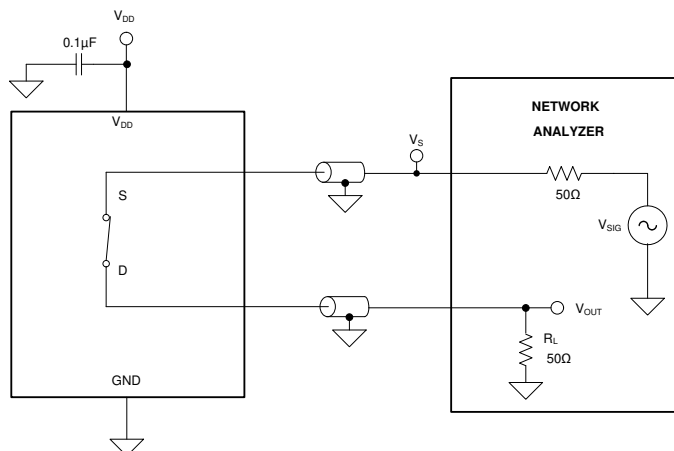 V_DD
0.1μF
V_DD
NETWORK
ANALYZER
V_S
S
50Ω
V_SIG
D
V_OUT
R_L
50Ω
GND